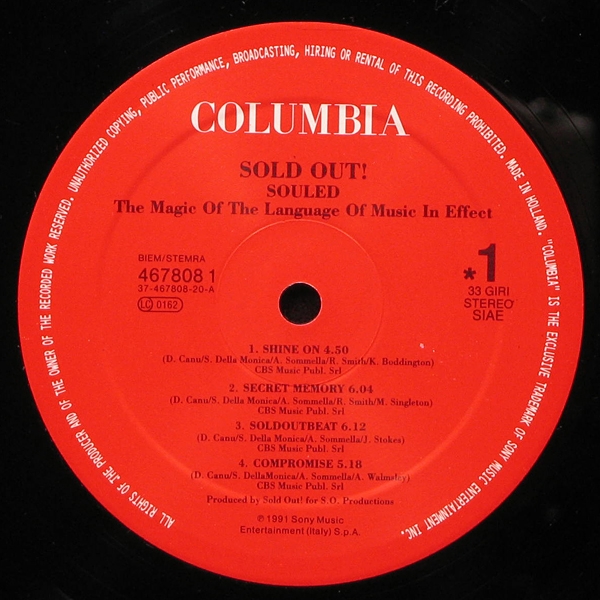 ALL RIGHTS OF THE PRODUCER AND OF THE OWNER OF THE RECORDED WORK RESERVED. UNAUTHORIZED COPYING, PUBLIC PERFORMANCE, BROADCASTING, HIRING OR RENTAL OF THIS RECORDING PROHIBITED. MADE IN HOLLAND. "COLUMBIA" IS THE EXCLUSIVE TRADEMARK OF SONY MUSIC ENTERTAINMENT INC.
COLUMBIA
SOLD OUT!
SOULED
The Magic Of The Language Of Music In Effect
BIEM/STEMRA
467808 1
37-467808-20-A
LC 0162
*1
33 GIRI
STEREO
SIAE
1. SHINE ON 4.50
(D. Canu/S. Della Monica/A. Sommella/R. Smith/K. Boddington)
CBS Music Publ. Srl
2. SECRET MEMORY 6.04
(D. Canu/S. Della Monica/A. Sommella/R. Smith/M. Singleton)
CBS Music Publ. Srl
3. SOLDOUTBEAT 6.12
(D. Canu/S. Della Monica/A. Sommella/J. Stokes)
CBS Music Publ. Srl
4. COMPROMISE 5.18
(D. Canu/S. DellaMonica/A. Sommella/A. Walmsley)
CBS Music Publ. Srl
Produced by Sold Out! for S.O. Productions
℗ 1991 Sony Music
Entertainment (Italy) S.p.A.